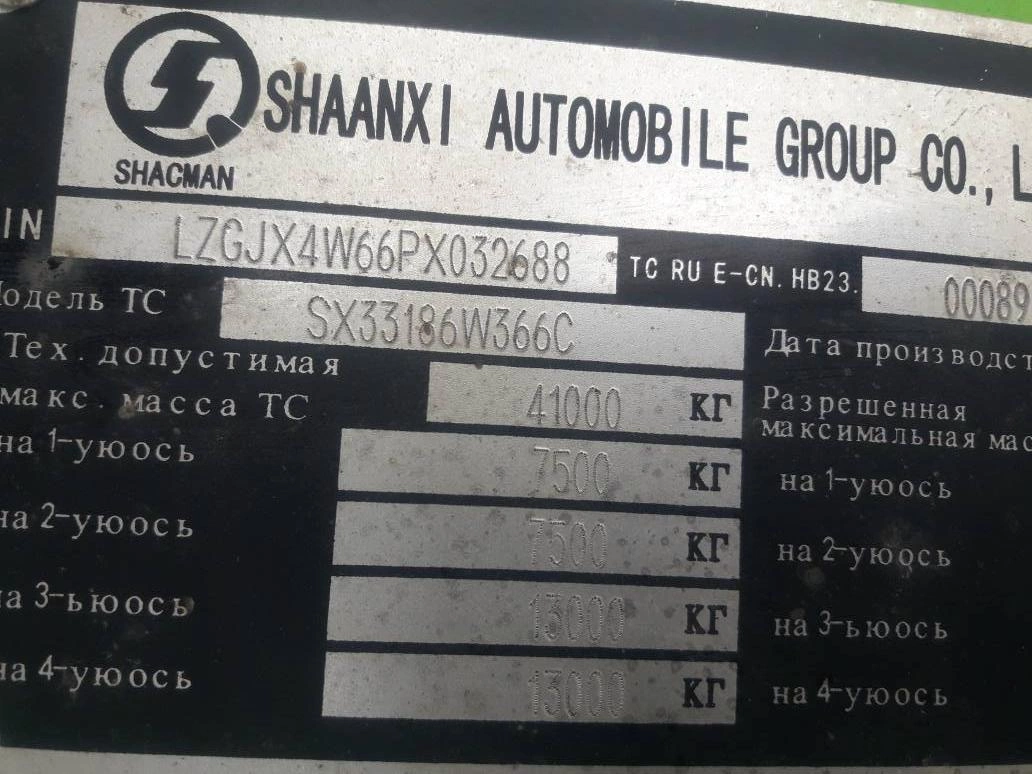 SHAANXI AUTOMOBILE GROUP CO., L
SHACMAN
IN LZGJX4W66PX032688 TC RU E-CN. HB23. 00089
Модель ТС SX33186W366C Дата производст
Тех. допустимая
макс. масса ТС 41000 КГ Разрешенная
максимальная мас
на 1-уюось 7500 КГ на 1-уюось
на 2-уюось 7500 КГ на 2-уюось
на 3-ьюось 13000 КГ на 3-ьюось
на 4-уюось 13000 КГ на 4-уюось